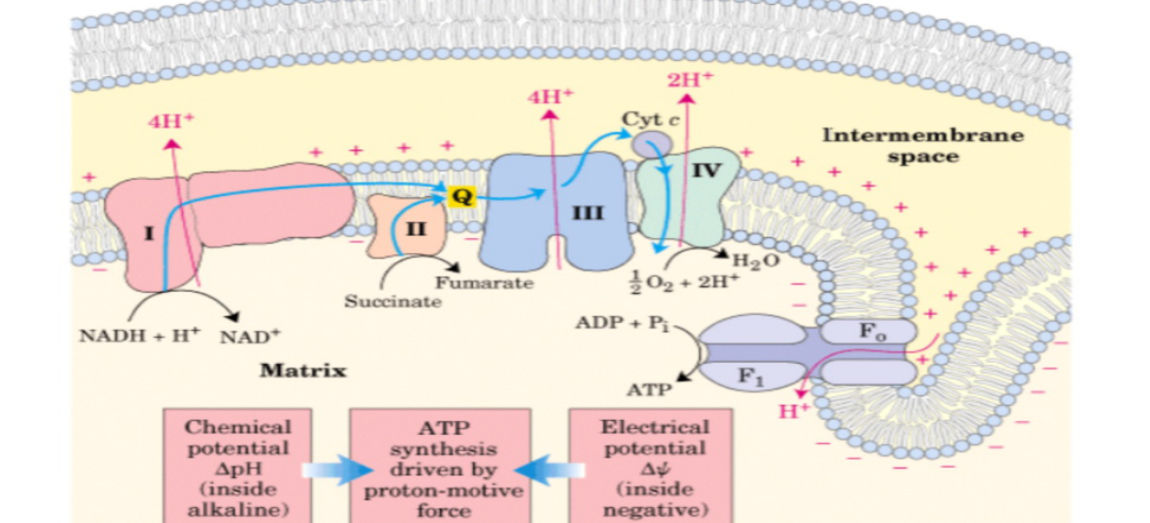 2H⁺
4H⁺
4H⁺
Cyt c
Intermembrane
space
+ + + + + + + + + + + + + + + + +
I
Q
II
III
IV
Fumarate
Succinate
½O₂ + 2H⁺
H₂O
NADH + H⁺
NAD⁺
ADP + Pᵢ
Fₒ
F₁
ATP
H⁺
Matrix
Chemical
potential
ΔpH
(inside
alkaline)
ATP
synthesis
driven by
proton-motive
force
Electrical
potential
Δψ
(inside
negative)